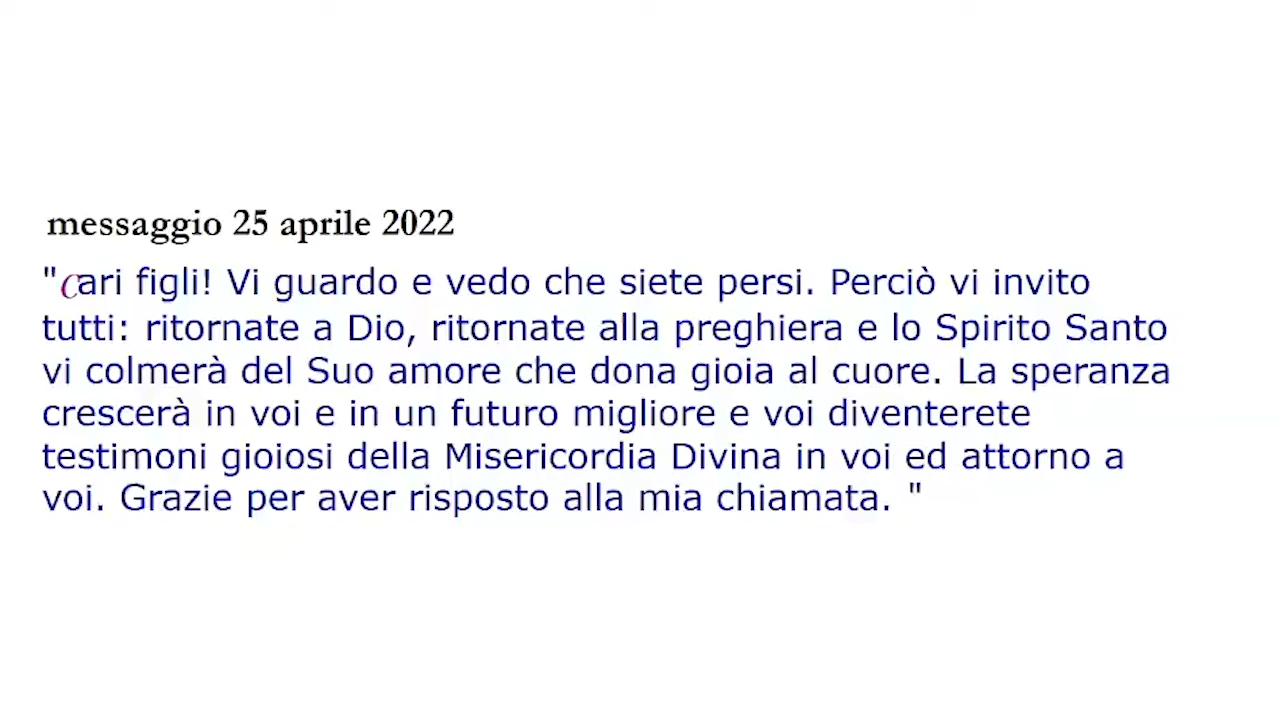 messaggio 25 aprile 2022
"Cari figli! Vi guardo e vedo che siete persi. Perciò vi invito
tutti: ritornate a Dio, ritornate alla preghiera e lo Spirito Santo
vi colmerà del Suo amore che dona gioia al cuore. La speranza
crescerà in voi e in un futuro migliore e voi diventerete
testimoni gioiosi della Misericordia Divina in voi ed attorno a
voi. Grazie per aver risposto alla mia chiamata. "